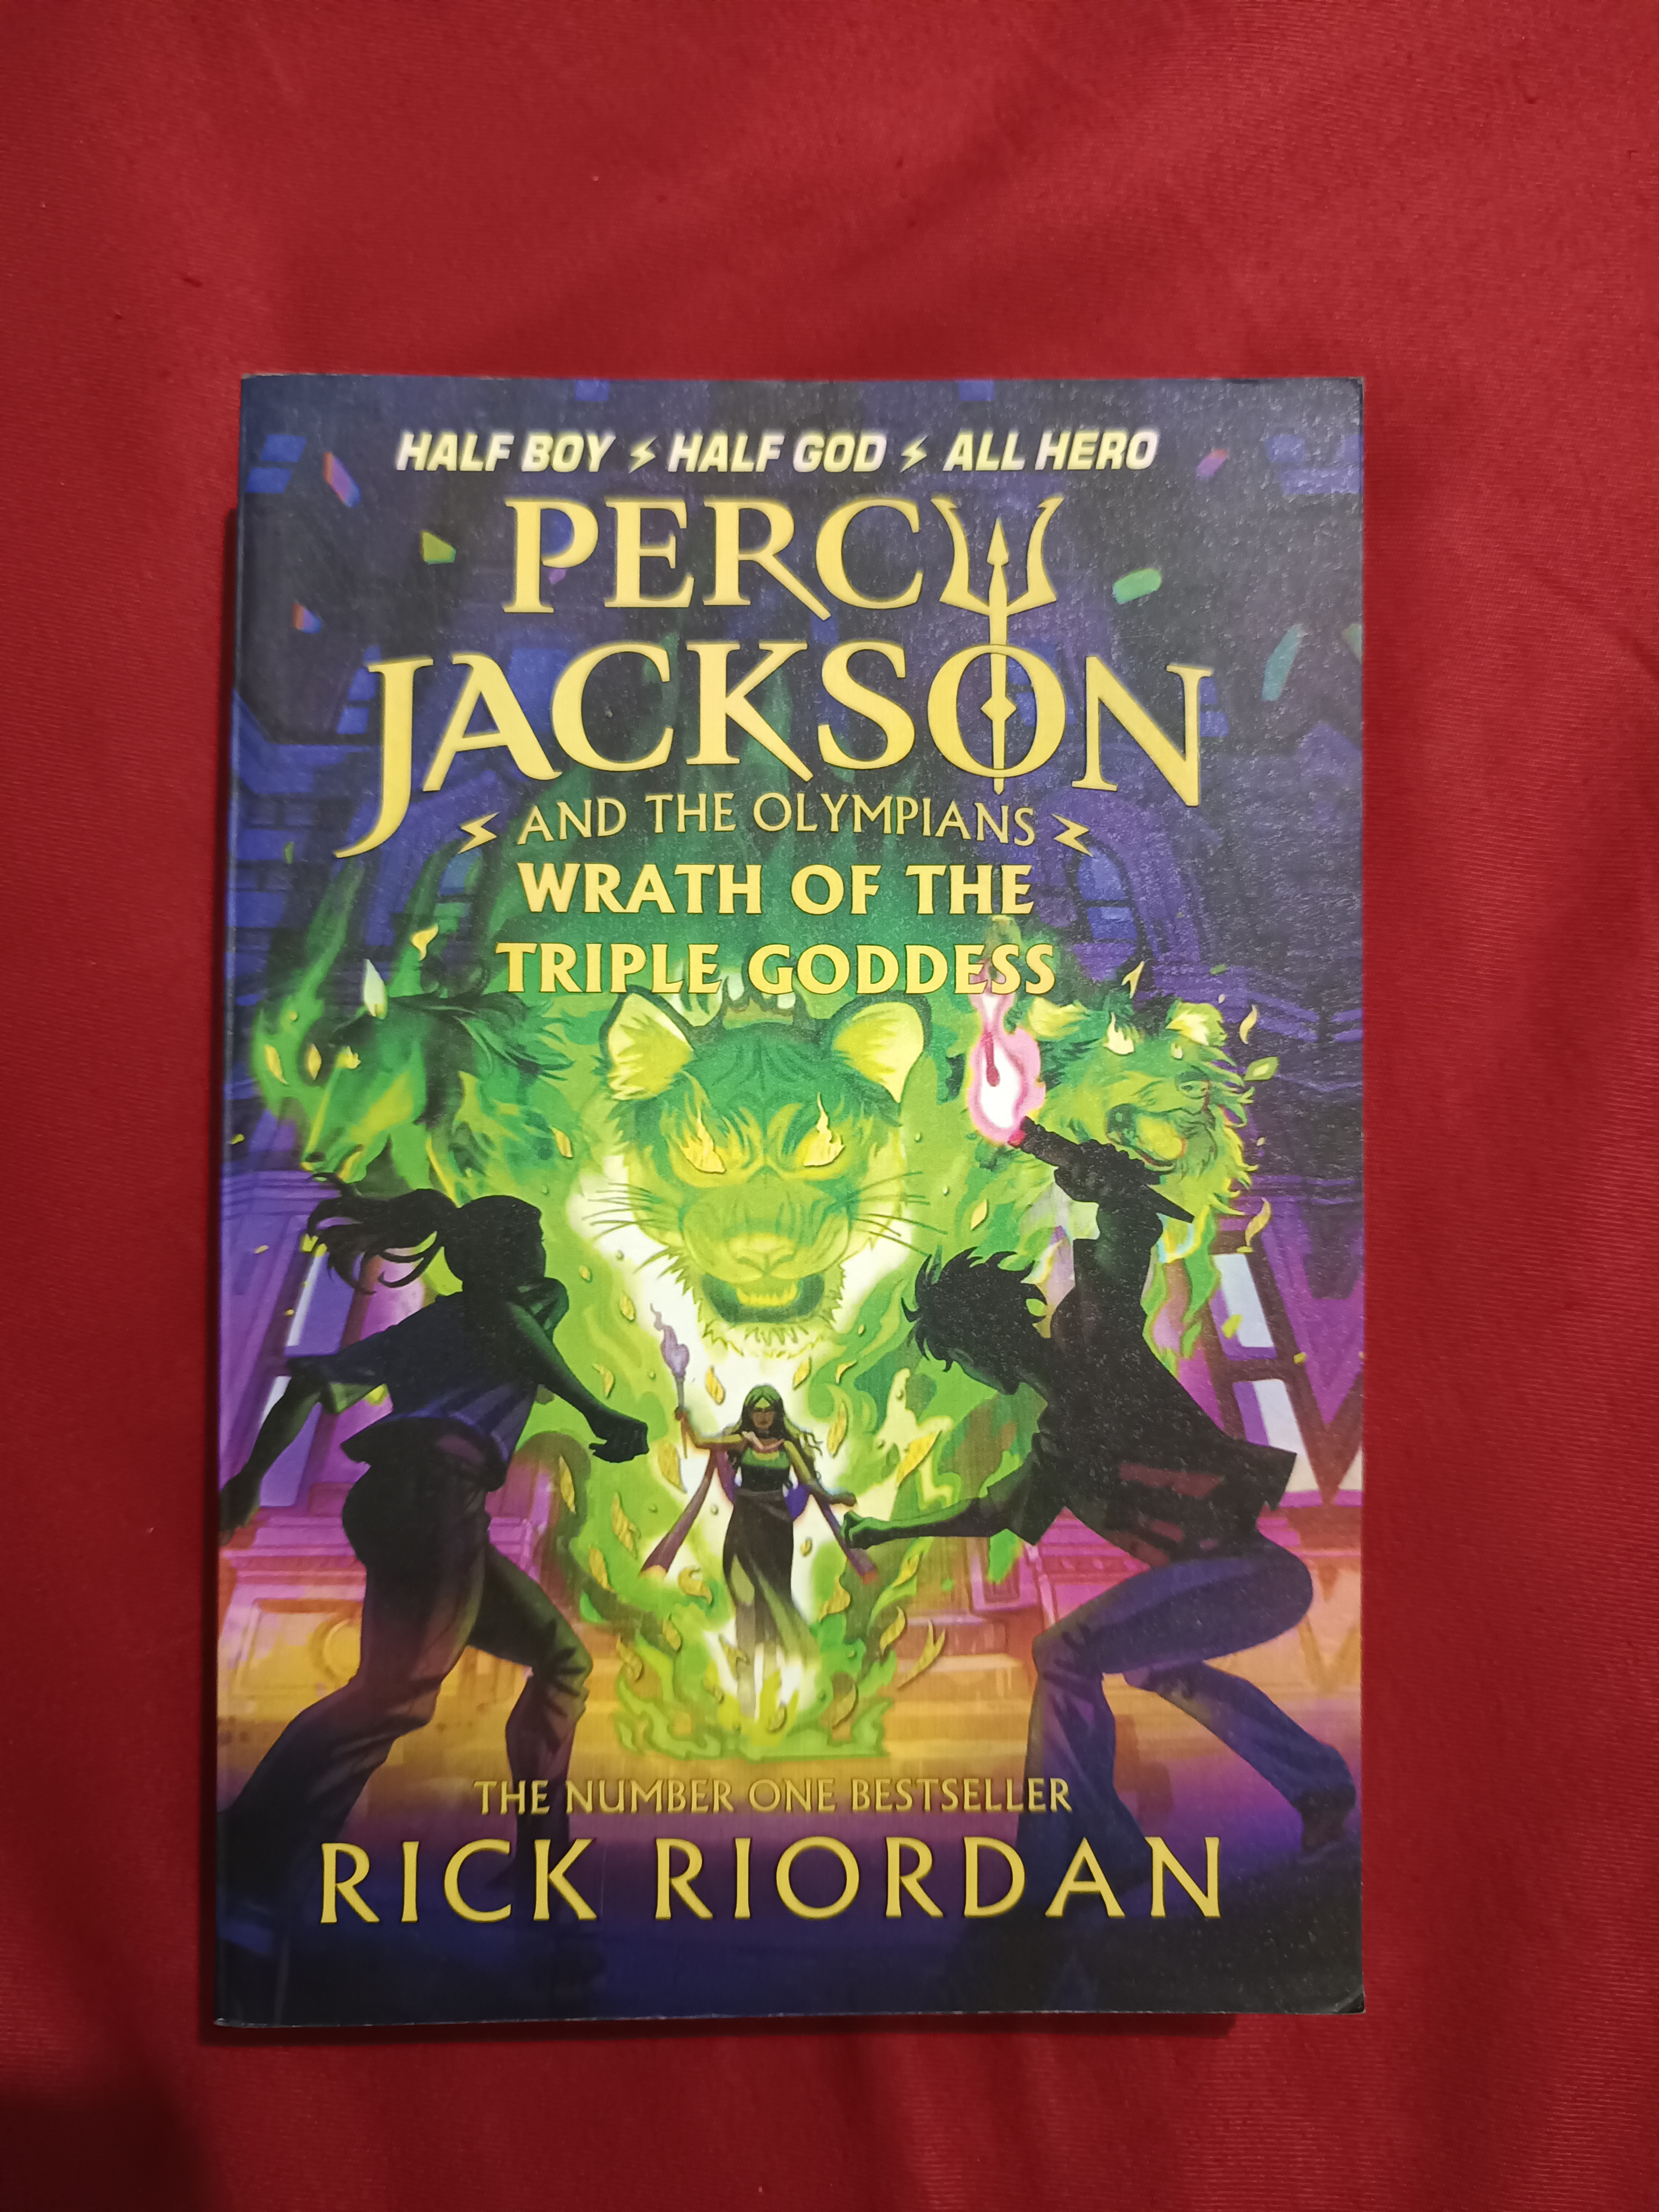 HALF BOY ⚡ HALF GOD ⚡ ALL HERO
PERCY
JACKSON
AND THE OLYMPIANS
WRATH OF THE
TRIPLE GODDESS
THE NUMBER ONE BESTSELLER
RICK RIORDAN